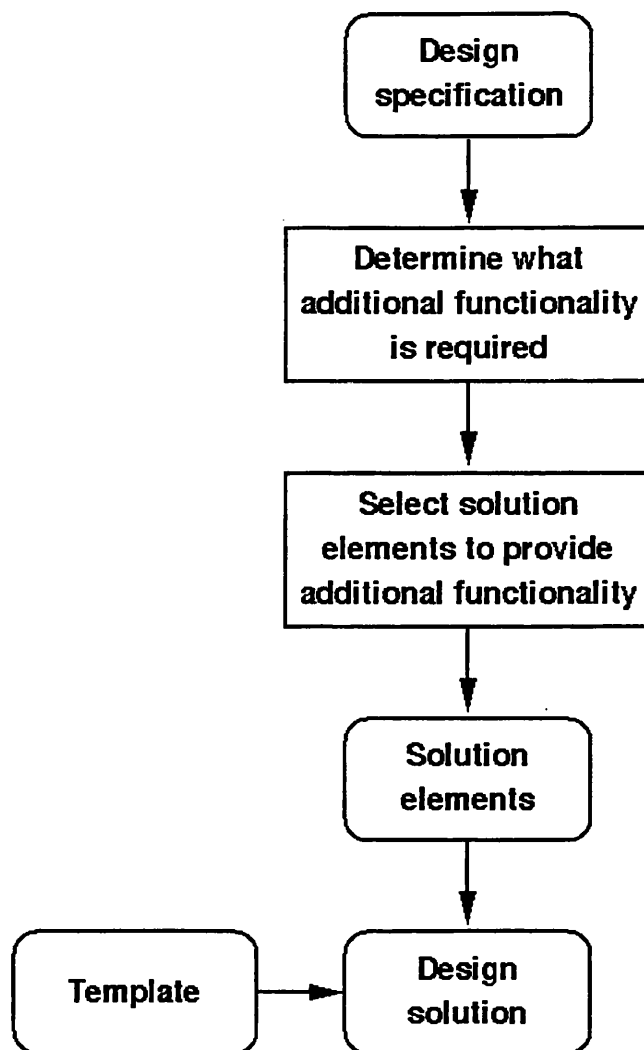 Design
specification
Determine what
additional functionality
is required
Select solution
elements to provide
additional functionality
Solution
elements
Template
Design
solution